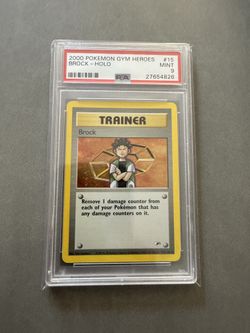 2000 POKEMON GYM HEROES #15
BROCK - HOLO MINT 9
PSA 27654826
TRAINER
Brock
Remove 1 damage counter from
each of your Pokémon that has
any damage counters on it.